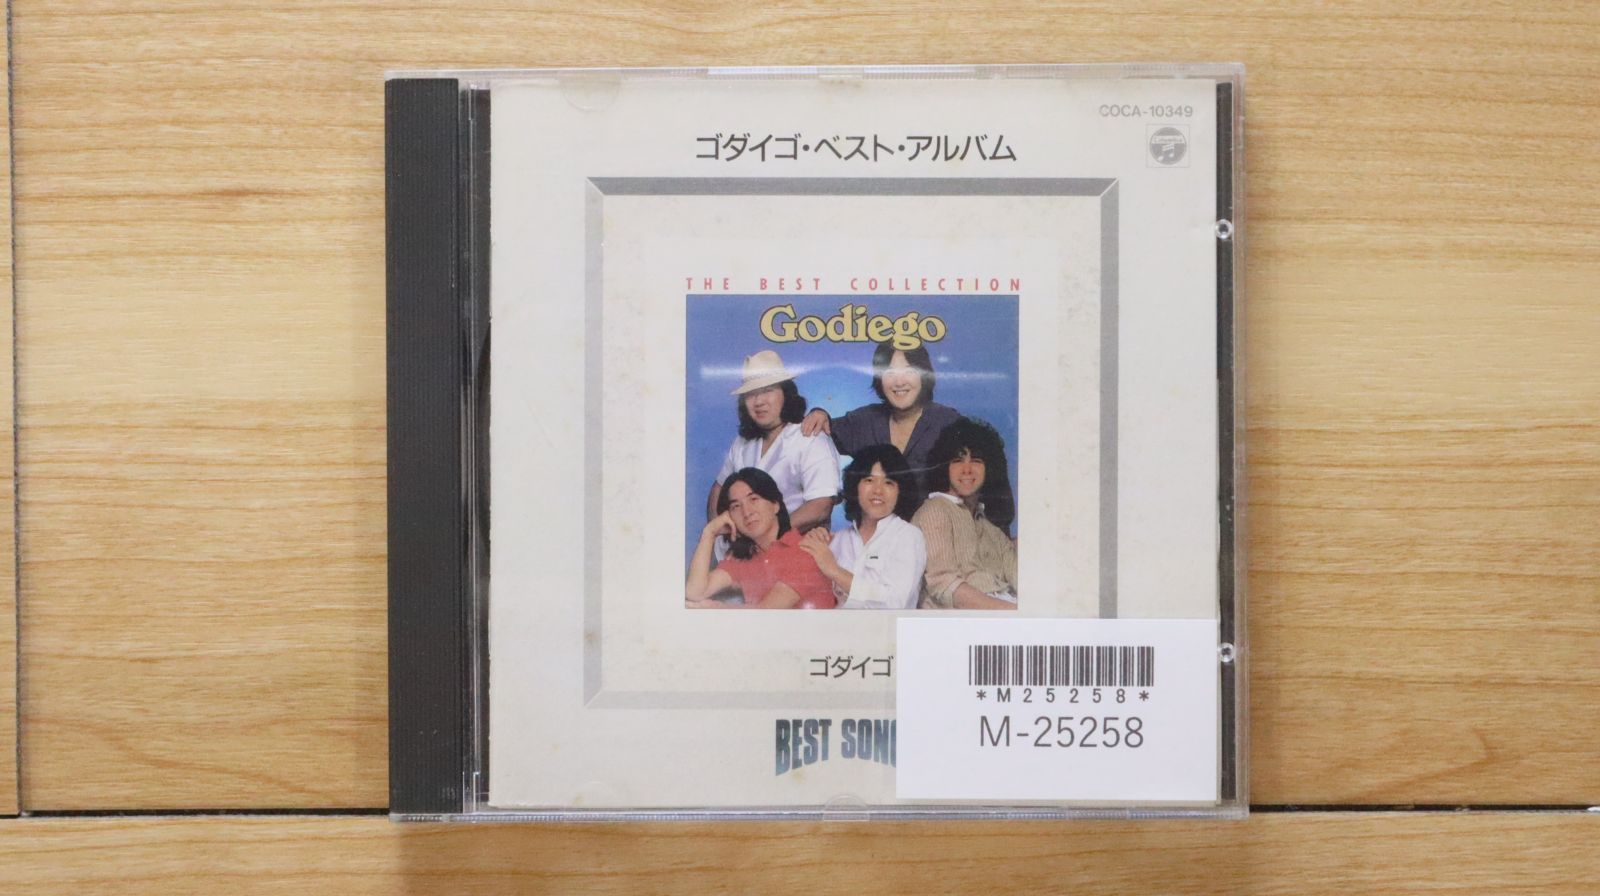 COCA-10349
Columbia
ゴダイゴ・ベスト・アルバム
THE BEST COLLECTION
Godiego
ゴダイゴ
BEST SONG
*M25258*
M-25258